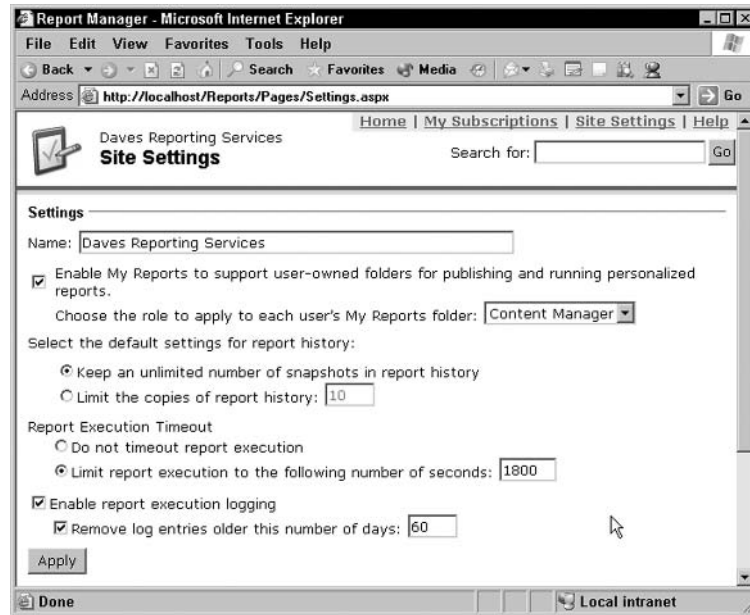 Report Manager - Microsoft Internet Explorer
File Edit View Favorites Tools Help
Back Search Favorites Media
Address http://localhost/Reports/Pages/Settings.aspx Go
Home | My Subscriptions | Site Settings | Help
Daves Reporting Services
Site Settings
Search for: Go
Settings
Name: Daves Reporting Services
Enable My Reports to support user-owned folders for publishing and running personalized
reports.
Choose the role to apply to each user's My Reports folder: Content Manager
Select the default settings for report history:
Keep an unlimited number of snapshots in report history
Limit the copies of report history: 10
Report Execution Timeout
Do not timeout report execution
Limit report execution to the following number of seconds: 1800
Enable report execution logging
Remove log entries older this number of days: 60
Apply
Done Local intranet